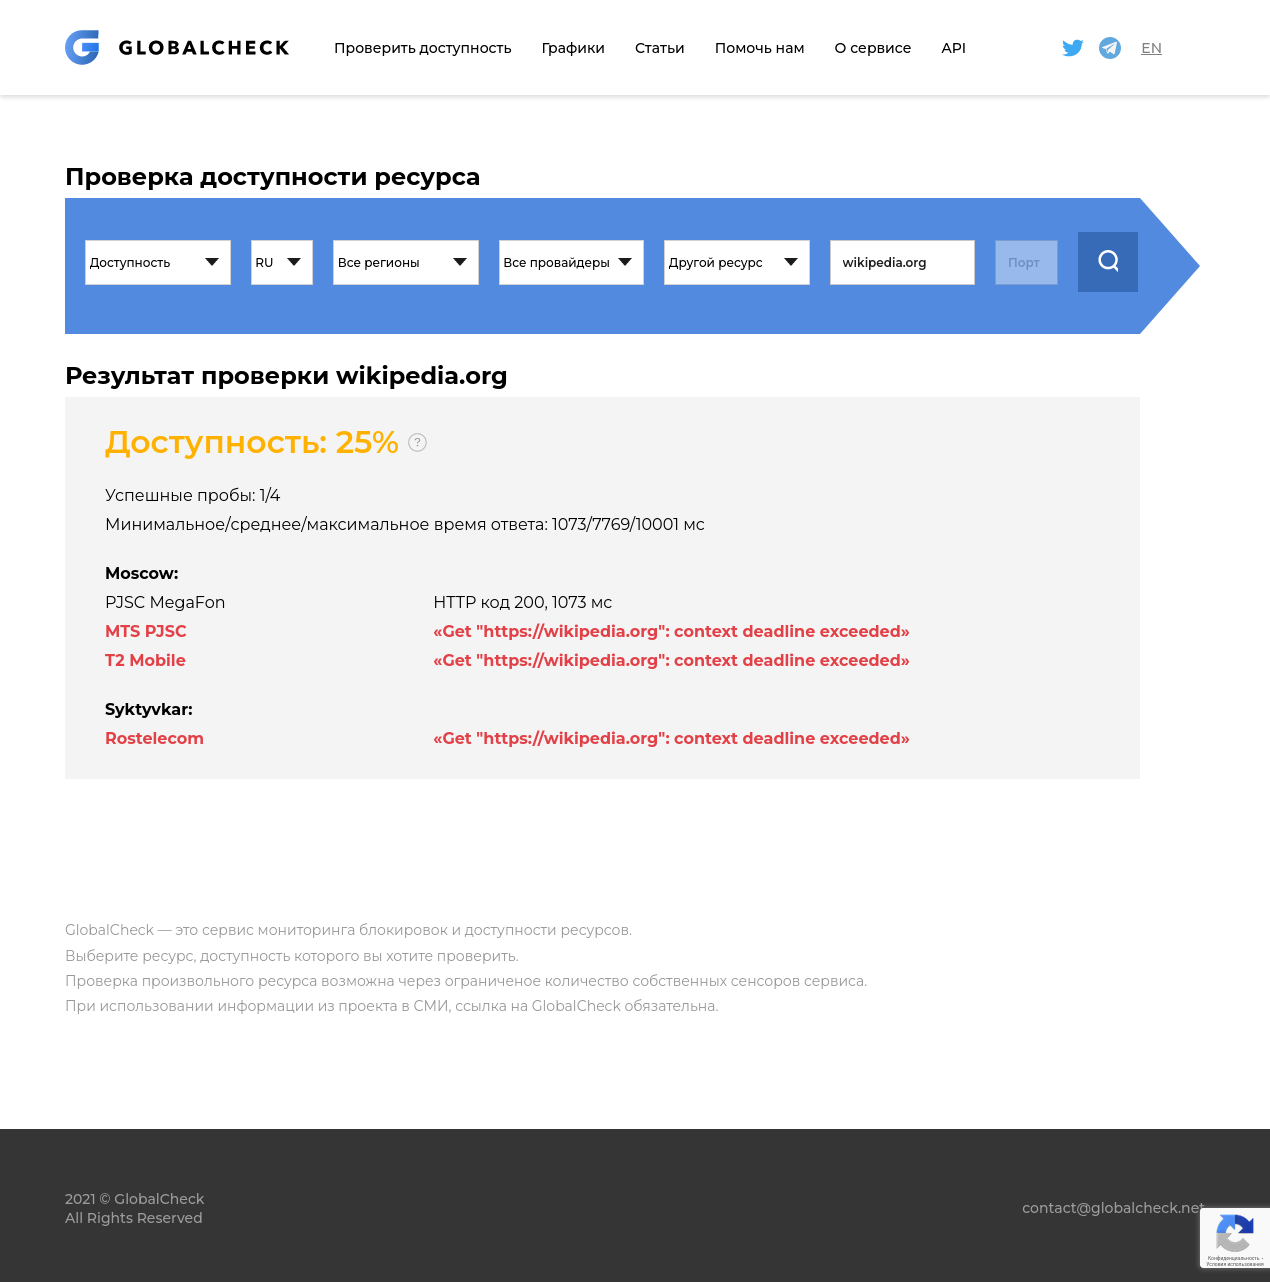 GLOBALCHECK Проверить доступность Графики Статьи Помочь нам О сервисе API EN
Проверка доступности ресурса
Доступность RU Все регионы Все провайдеры Другой ресурс wikipedia.org Порт
Результат проверки wikipedia.org
Доступность: 25% ?
Успешные пробы: 1/4
Минимальное/среднее/максимальное время ответа: 1073/7769/10001 мс
Moscow:
PJSC MegaFon HTTP код 200, 1073 мс
MTS PJSC «Get "https://wikipedia.org": context deadline exceeded»
T2 Mobile «Get "https://wikipedia.org": context deadline exceeded»
Syktyvkar:
Rostelecom «Get "https://wikipedia.org": context deadline exceeded»
GlobalCheck — это сервис мониторинга блокировок и доступности ресурсов.
Выберите ресурс, доступность которого вы хотите проверить.
Проверка произвольного ресурса возможна через ограниченое количество собственных сенсоров сервиса.
При использовании информации из проекта в СМИ, ссылка на GlobalCheck обязательна.
2021 © GlobalCheck
All Rights Reserved
contact@globalcheck.net
Конфиденциальность -
Условия использования